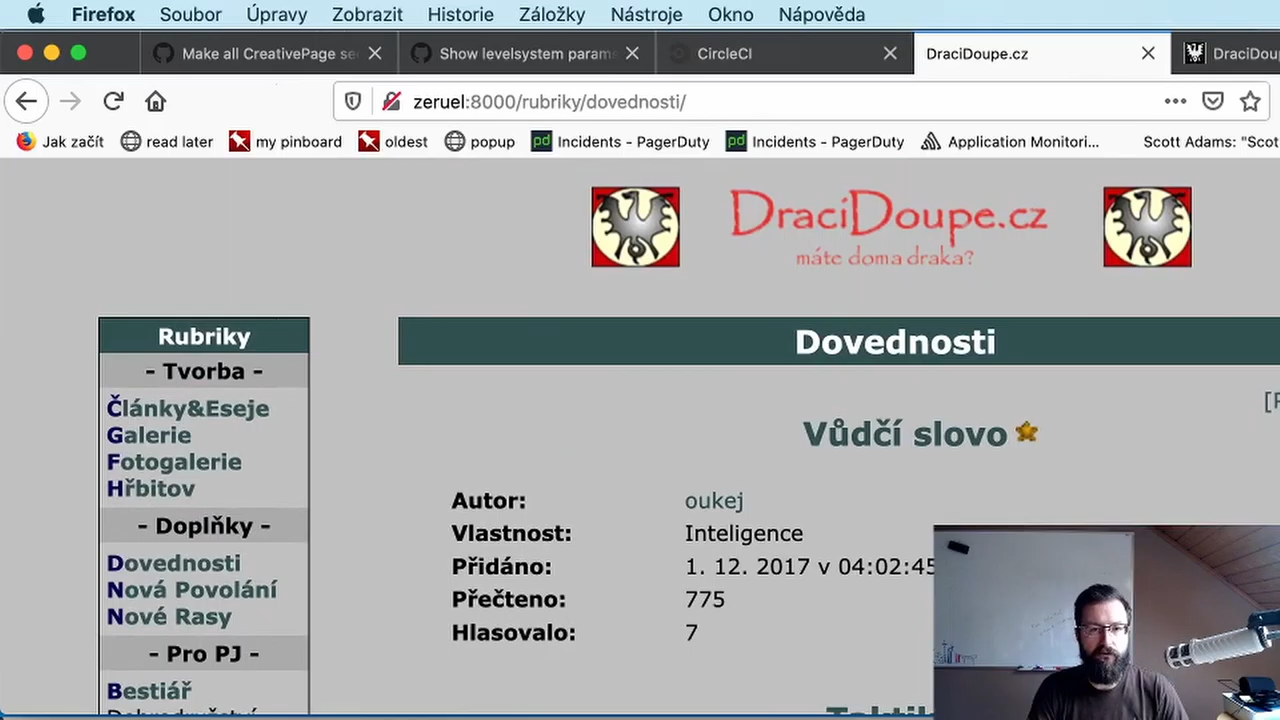 Firefox Soubor Úpravy Zobrazit Historie Záložky Nástroje Okno Nápověda
Make all CreativePage se
Show levelsystem params
CircleCI
DraciDoupe.cz
DraciDoup
zeruel:8000/rubriky/dovednosti/
Jak začít read later my pinboard oldest popup pd Incidents - PagerDuty pd Incidents - PagerDuty Application Monitori... Scott Adams: "Scot
DraciDoupe.cz
máte doma draka?
Rubriky
- Tvorba -
Články&Eseje
Galerie
Fotogalerie
Hřbitov
- Doplňky -
Dovednosti
Nová Povolání
Nové Rasy
- Pro PJ -
Bestiář
Dovednosti
Vůdčí slovo
Autor: oukej
Vlastnost: Inteligence
Přidáno: 1. 12. 2017 v 04:02:45
Přečteno: 775
Hlasovalo: 7